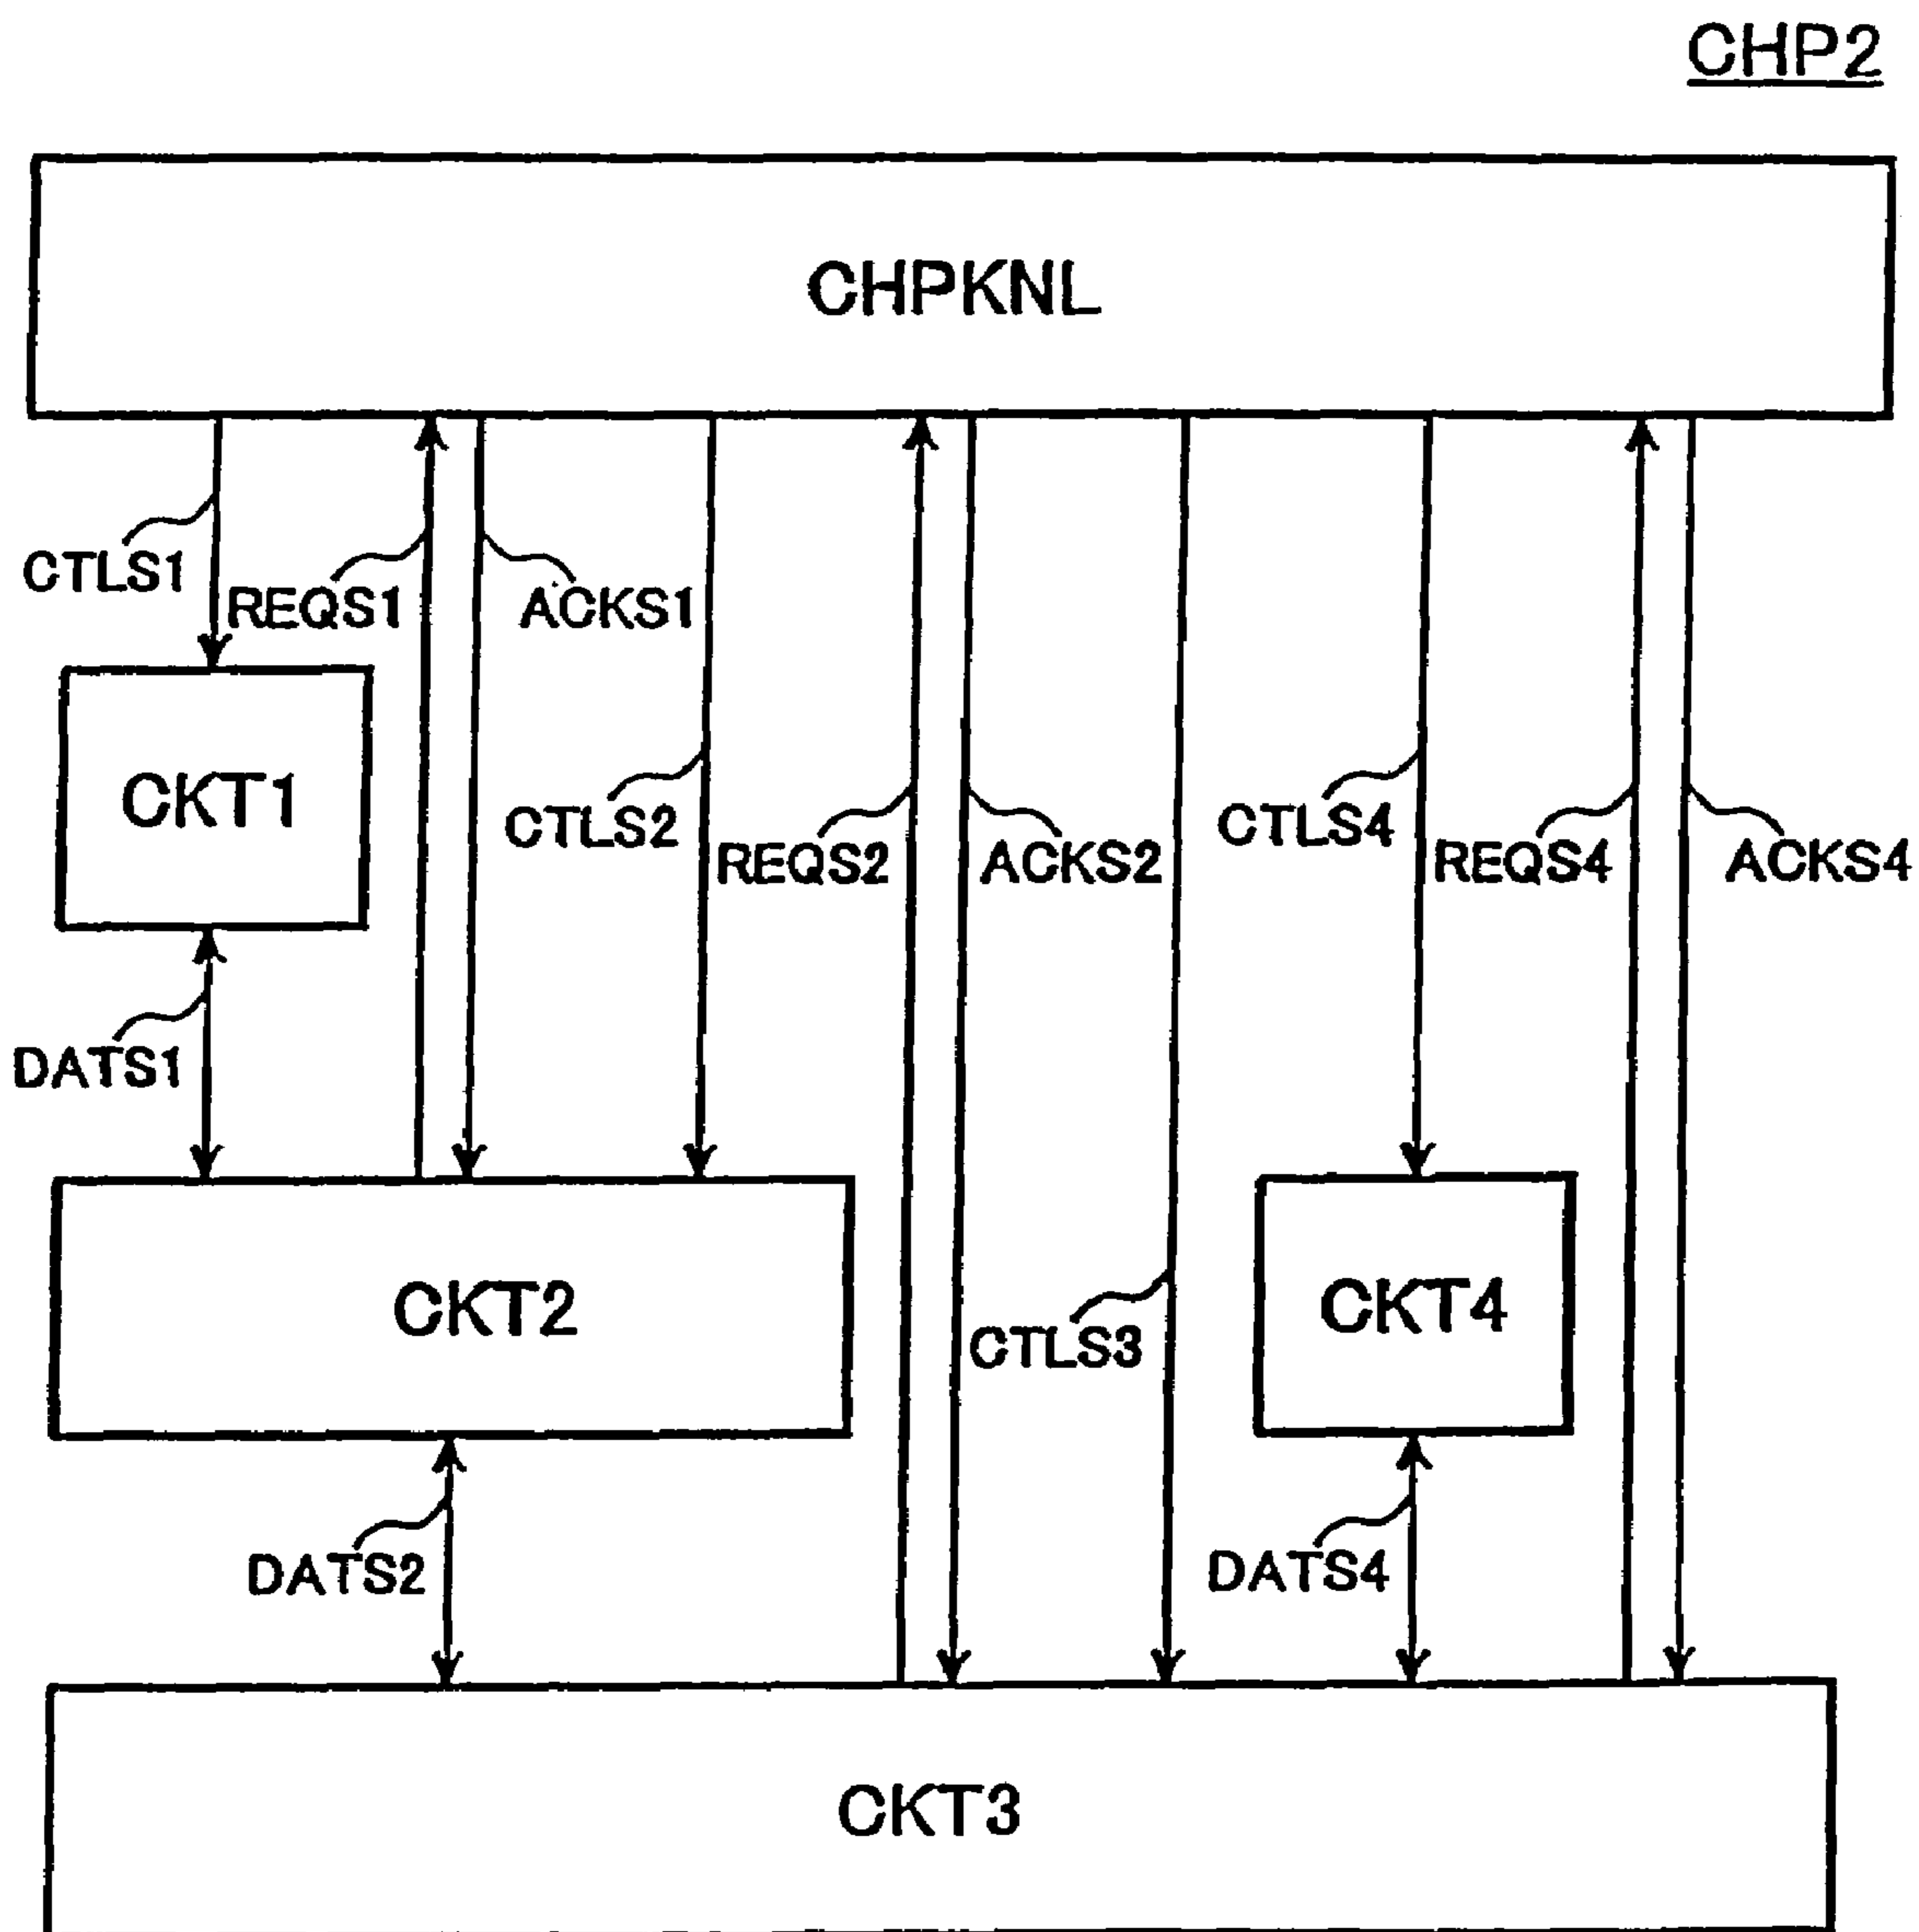 CHP2
CHPKNL
CTLS1
REQS1
ACKS1
CKT1
CTLS2
REQS2
ACKS2
CTLS4
REQS4
ACKS4
DATS1
CKT2
CTLS3
CKT4
DATS2
DATS4
CKT3